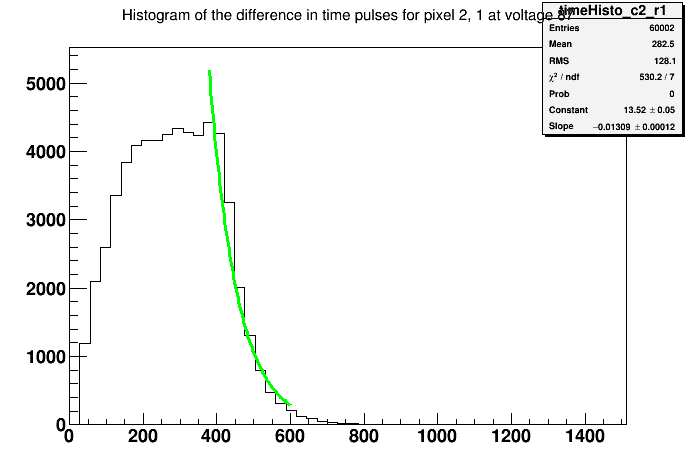 Histogram of the difference in time pulses for pixel 2, 1 at voltage
timeHisto_c2_r1
Entries 60002
Mean 282.5
RMS 128.1
χ² / ndf 530.2 / 7
Prob 0
Constant 13.52 ± 0.05
Slope −0.01309 ± 0.00012
5000
4000
3000
2000
1000
0
0 200 400 600 800 1000 1200 1400